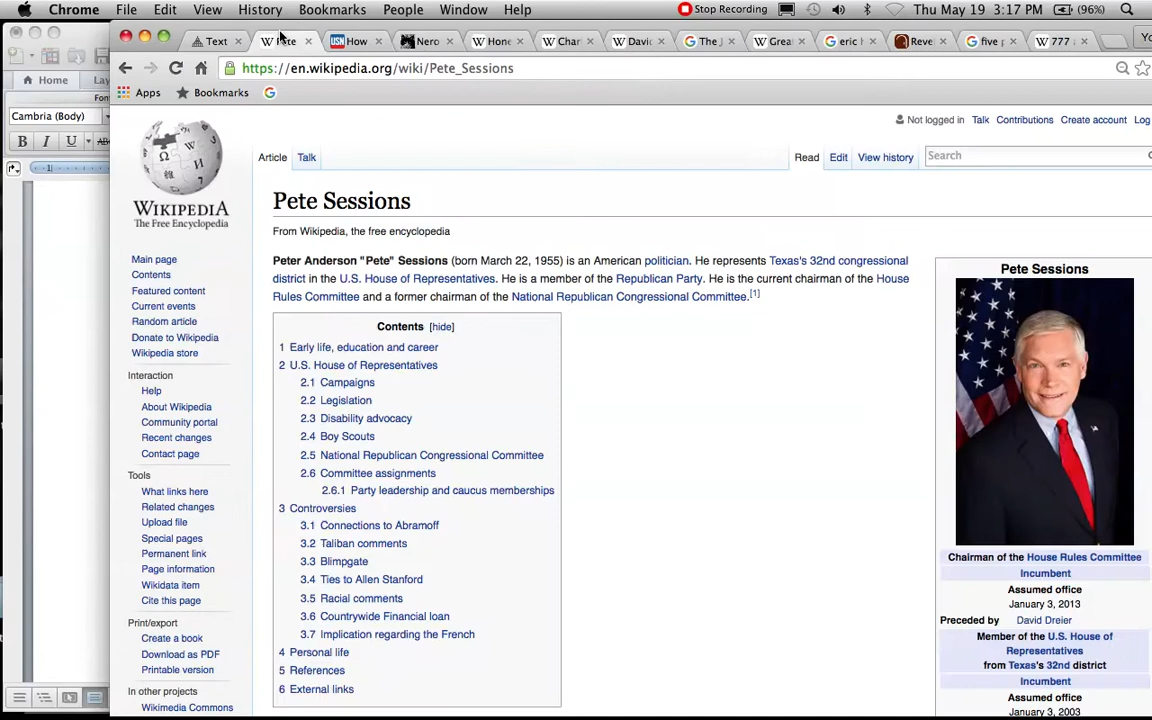 Chrome File Edit View History Bookmarks People Window Help Stop Recording Thu May 19 3:17 PM (96%)
Text Pete How Nero Hone Char David The J Grea eric h Reve five p 777
https://en.wikipedia.org/wiki/Pete_Sessions
Apps Bookmarks
Home
Cambria (Body)
B I U
Not logged in Talk Contributions Create account Log
Article Talk Read Edit View history Search
WIKIPEDIA
The Free Encyclopedia
Main page
Contents
Featured content
Current events
Random article
Donate to Wikipedia
Wikipedia store
Interaction
Help
About Wikipedia
Community portal
Recent changes
Contact page
Tools
What links here
Related changes
Upload file
Special pages
Permanent link
Page information
Wikidata item
Cite this page
Print/export
Create a book
Download as PDF
Printable version
In other projects
Wikimedia Commons
Pete Sessions
From Wikipedia, the free encyclopedia
Peter Anderson "Pete" Sessions (born March 22, 1955) is an American politician. He represents Texas's 32nd congressional
district in the U.S. House of Representatives. He is a member of the Republican Party. He is the current chairman of the House
Rules Committee and a former chairman of the National Republican Congressional Committee.[1]
Contents [hide]
1 Early life, education and career
2 U.S. House of Representatives
2.1 Campaigns
2.2 Legislation
2.3 Disability advocacy
2.4 Boy Scouts
2.5 National Republican Congressional Committee
2.6 Committee assignments
2.6.1 Party leadership and caucus memberships
3 Controversies
3.1 Connections to Abramoff
3.2 Taliban comments
3.3 Blimpgate
3.4 Ties to Allen Stanford
3.5 Racial comments
3.6 Countrywide Financial loan
3.7 Implication regarding the French
4 Personal life
5 References
6 External links
Pete Sessions
Chairman of the House Rules Committee
Incumbent
Assumed office
January 3, 2013
Preceded by David Dreier
Member of the U.S. House of
Representatives
from Texas's 32nd district
Incumbent
Assumed office
January 3, 2003